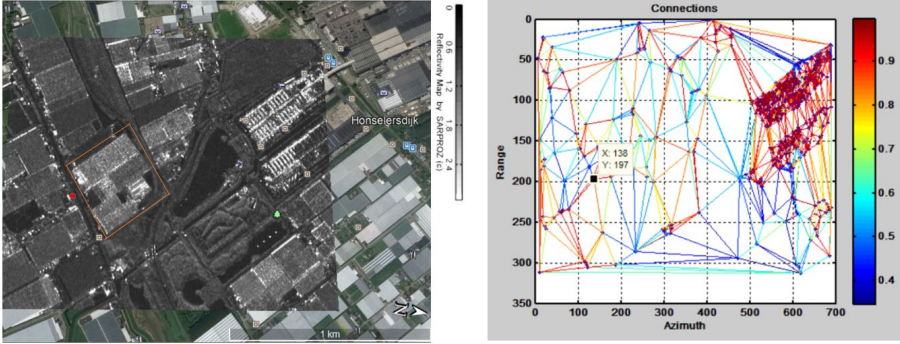 0 0.6 1.2 1.8 2.4
Reflectivity Map by SARPROZ (c)
Honselersdijk
N
1 km
Connections
0
50
100
150
200
250
300
350
Range
X: 138
Y: 197
0 100 200 300 400 500 600 700
Azimuth
0.9
0.8
0.7
0.6
0.5
0.4